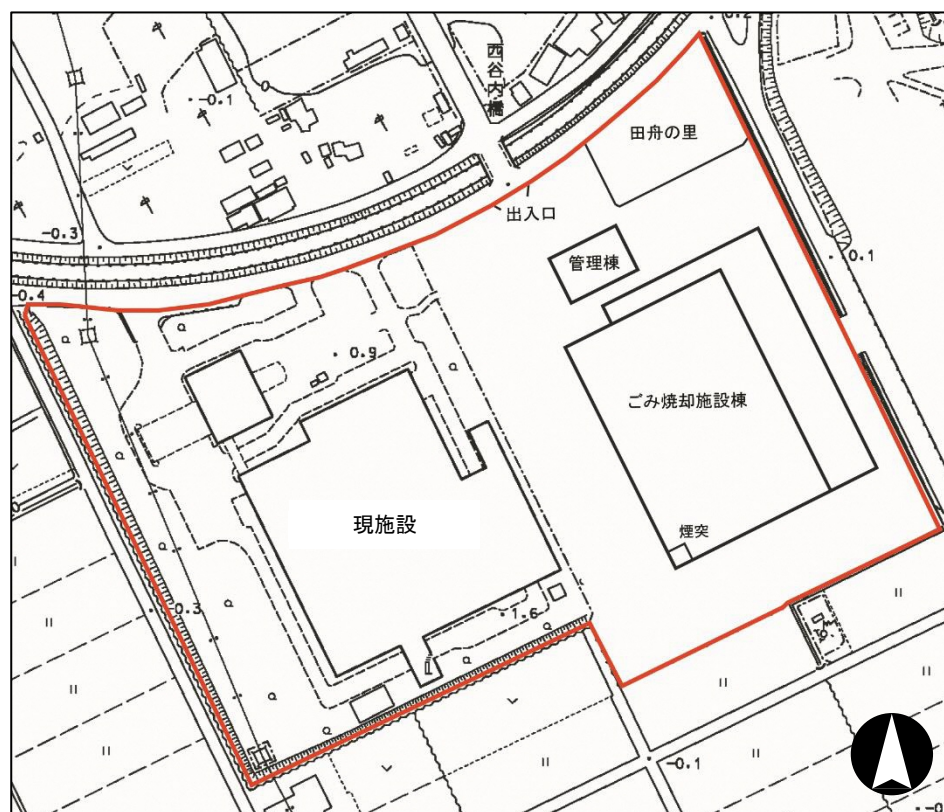 0.2
西谷内橋
-0.1
田舟の里
出入口
-0.3
管理棟
0.1
-0.4
0.9
ごみ焼却施設棟
現施設
煙突
-0.3
1.6
-0.1